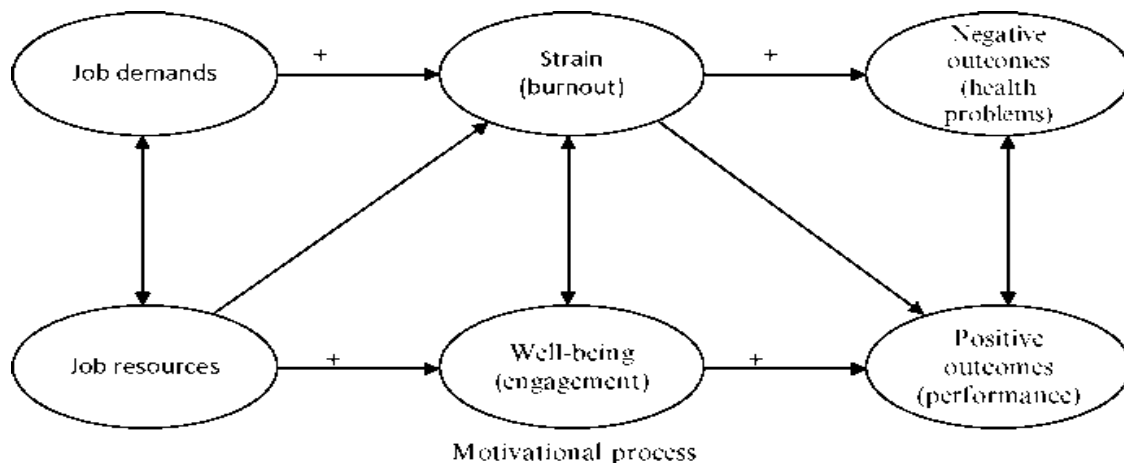 Job demands
+
Strain
(burnout)
+
Negative
outcomes
(health
problems)
Job resources
+
Well-being
(engagement)
+
Positive
outcomes
(performance)
Motivational process